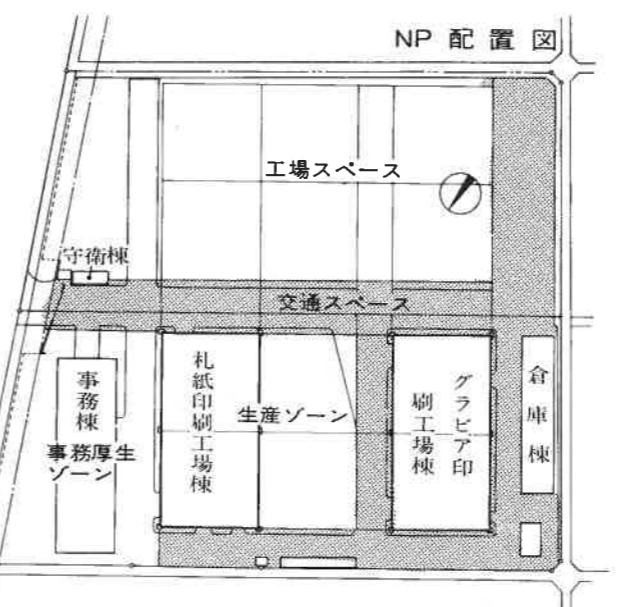 NP 配 置 図
工場スペース
守衛棟
交通スペース
事務棟
事務厚生
ゾーン
札紙印刷工場棟
生産ゾーン
グラビア印
刷工場棟
倉庫棟